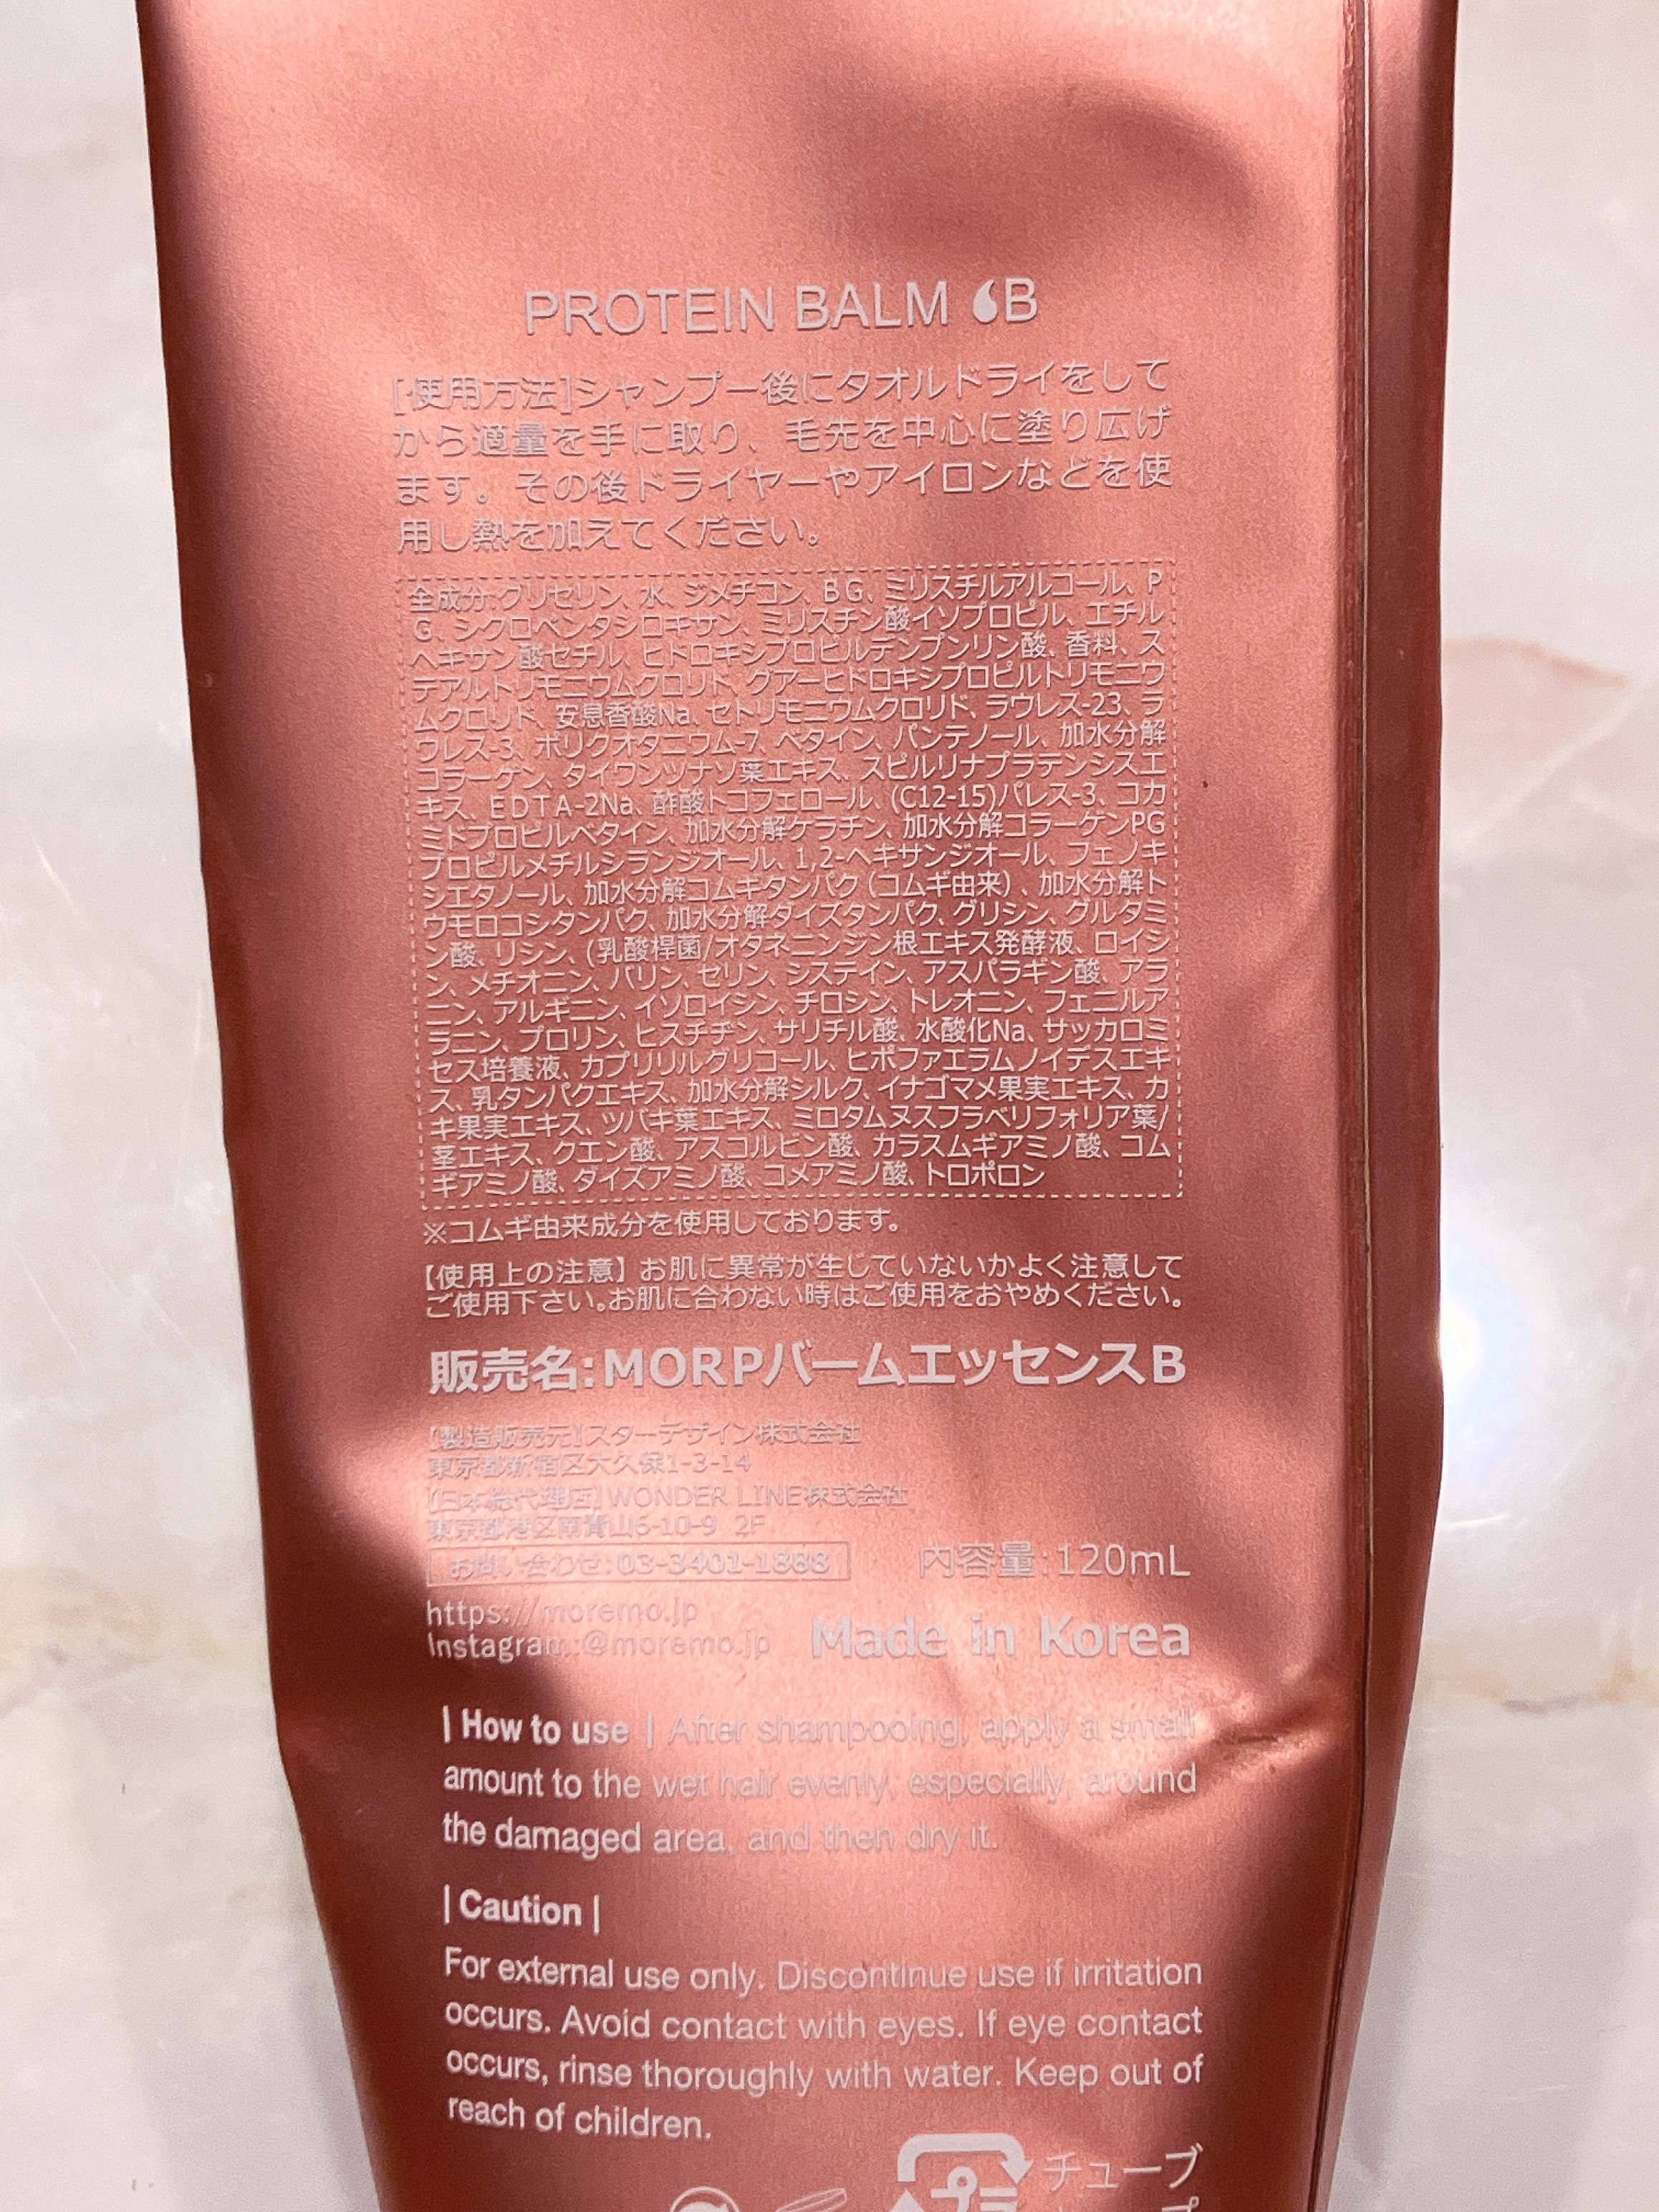 PROTEIN BALM B
[使用方法]シャンプー後にタオルドライをして
から適量を手に取り、毛先を中心に塗り広げ
ます。その後ドライヤーやアイロンなどを使
用し熱を加えてください。
全成分:グリセリン、水、ジメチコン、BG、ミリスチルアルコール、P
G、シクロペンタシロキサン、ミリスチン酸イソプロピル、エチル
ヘキサン酸セチル、ヒドロキシプロピルデンプンリン酸、香料、ス
テアルトリモニウムクロリド、グアーヒドロキシプロピルトリモニウ
ムクロリド、安息香酸Na、セトリモニウムクロリド、ラウレス-23、ラ
ウレス-3、ポリクオタニウム-7、ベタイン、パンテノール、加水分解
コラーゲン、タイワンツナソ葉エキス、スピルリナプラテンシスエ
キス、EDTA-2Na、酢酸トコフェロール、(C12-15)パレス-3、コカ
ミドプロピルベタイン、加水分解ケラチン、加水分解コラーゲンPG
プロピルメチルシランジオール、1,2-ヘキサンジオール、フェノキ
シエタノール、加水分解コムギタンパク(コムギ由来)、加水分解ト
ウモロコシタンパク、加水分解ダイズタンパク、グリシン、グルタミ
ン酸、リシン、(乳酸桿菌/オタネニンジン根エキス発酵液、ロイシ
ン、メチオニン、バリン、セリン、システイン、アスパラギン酸、アラ
ニン、アルギニン、イソロイシン、チロシン、トレオニン、フェニルア
ラニン、プロリン、ヒスチヂン、サリチル酸、水酸化Na、サッカロミ
セス培養液、カプリリルグリコール、ヒポファエラムノイデスエキ
ス、乳タンパクエキス、加水分解シルク、イナゴマメ果実エキス、カ
キ果実エキス、ツバキ葉エキス、ミロタムヌスフラベリフォリア葉/
茎エキス、クエン酸、アスコルビン酸、カラスムギアミノ酸、コム
ギアミノ酸、ダイズアミノ酸、コメアミノ酸、トロポロン
※コムギ由来成分を使用しております。
【使用上の注意】お肌に異常が生じていないかよく注意して
ご使用下さい。お肌に合わない時はご使用をおやめください。
販売名:MORPバームエッセンスB
【製造販売元】スターデザイン株式会社
東京都新宿区大久保1-3-14
【日本総代理店】WONDER LINE株式会社
東京都港区南青山6-10-9 2F
お問い合わせ:03-3401-1888
内容量:120mL
https://moremo.jp
Instagram:@moremo.jp
Made in Korea
| How to use | After shampooing, apply a small
amount to the wet hair evenly, especially, around
the damaged area, and then dry it.
| Caution |
For external use only. Discontinue use if irritation
occurs. Avoid contact with eyes. If eye contact
occurs, rinse thoroughly with water. Keep out of
reach of children.
チューブ
プラ